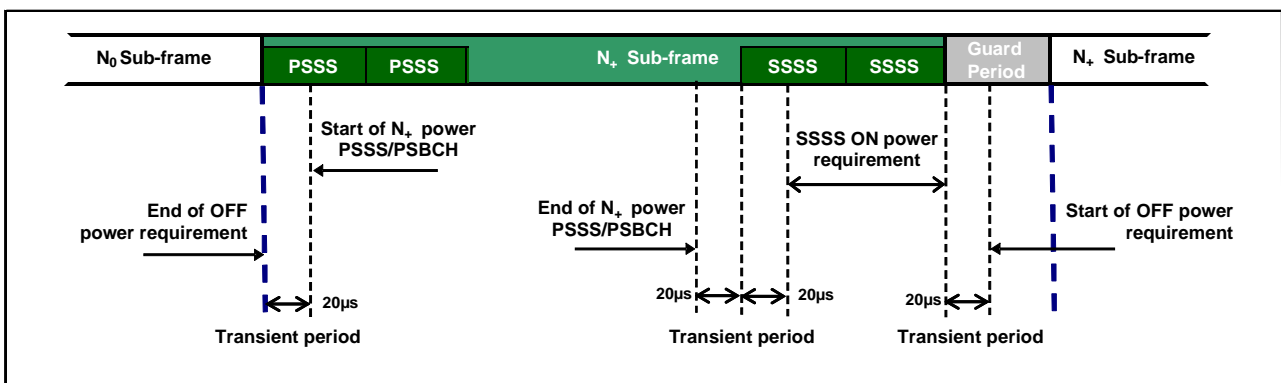 N₀ Sub-frame
PSSS
PSSS
N₊ Sub-frame
SSSS
SSSS
Guard
Period
N₊ Sub-frame
Start of N₊ power
PSSS/PSBCH
SSSS ON power
requirement
End of OFF
power requirement
End of N₊ power
PSSS/PSBCH
Start of OFF power
requirement
20µs
20µs
20µs
20µs
Transient period
Transient period
Transient period